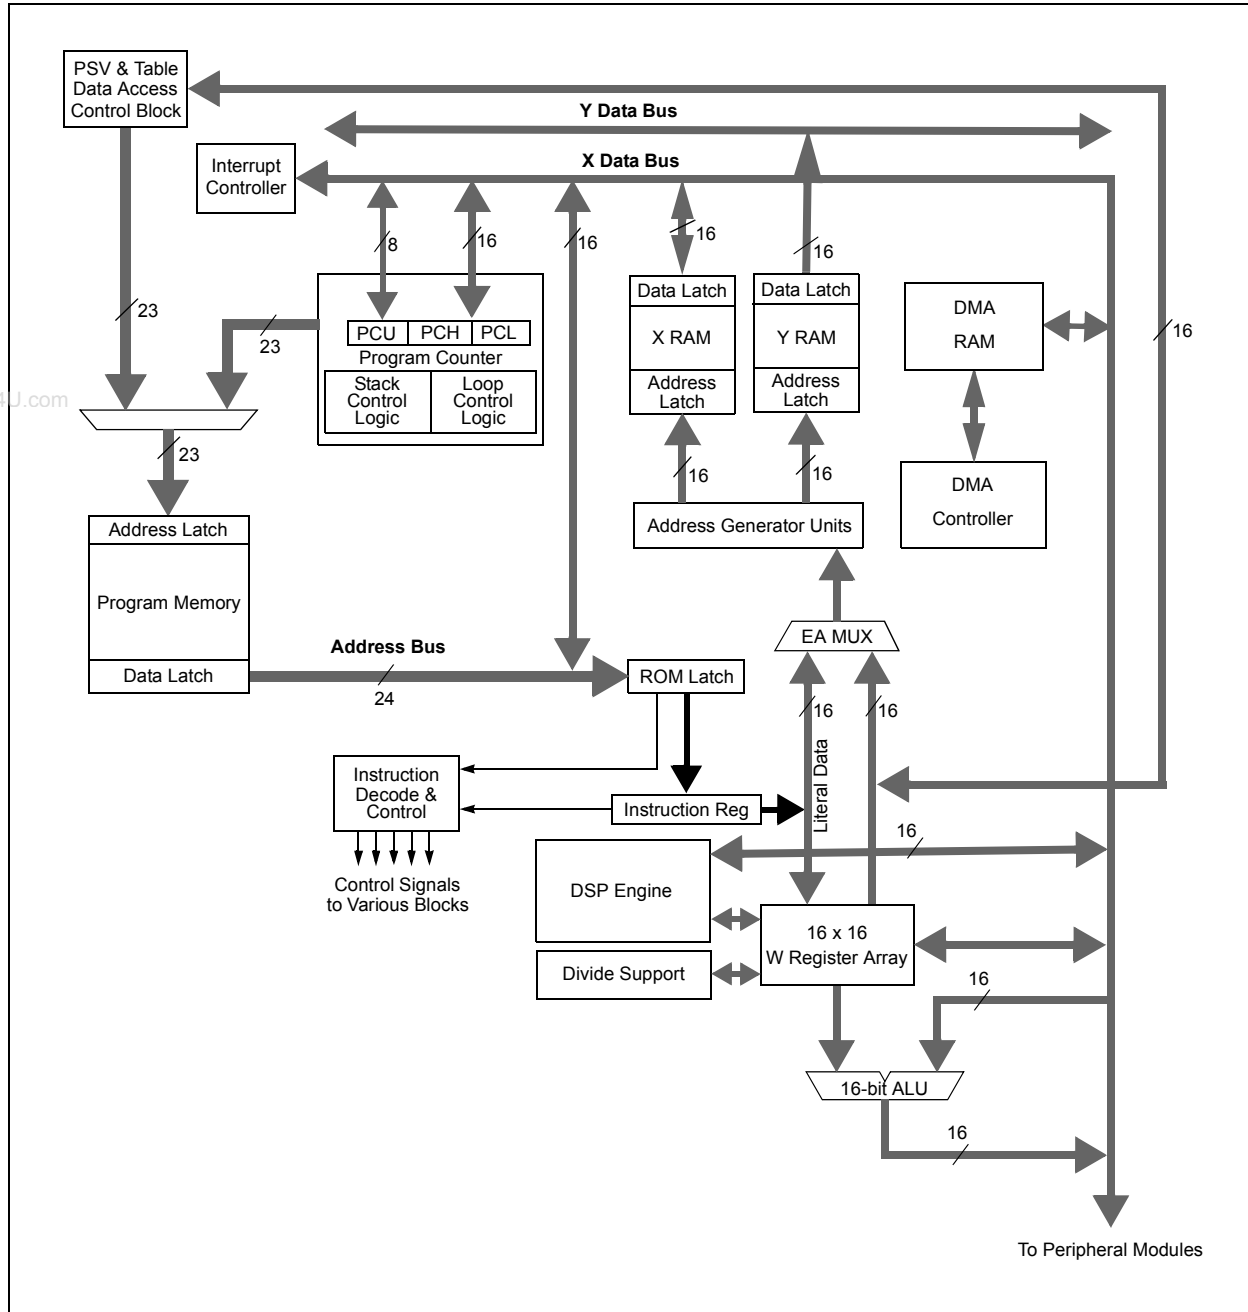 PSV & Table
Data Access
Control Block
Y Data Bus
X Data Bus
Interrupt
Controller
8
16
16
16
16
16
23
23
PCU
PCH
PCL
Program Counter
Stack
Control
Logic
Loop
Control
Logic
Data Latch
X RAM
Address
Latch
Data Latch
Y RAM
Address
Latch
DMA
RAM
4U.com
23
16
16
DMA
Controller
Address Generator Units
Address Latch
Program Memory
Data Latch
Address Bus
24
EA MUX
ROM Latch
16
16
Literal Data
Instruction
Decode &
Control
Instruction Reg
Control Signals
to Various Blocks
16
DSP Engine
16 x 16
W Register Array
Divide Support
16
16-bit ALU
16
To Peripheral Modules